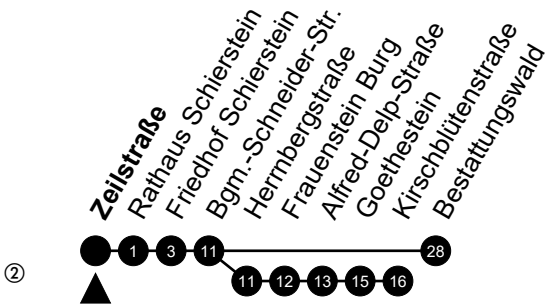 Zeilstraße
Rathaus Schierstein
Friedhof Schierstein
Bgm.-Schneider-Str.
Herrnbergstraße
Frauenstein Burg
Alfred-Delp-Straße
Goethestein
Kirschblütenstraße
Bestattungswald
② 1 3 11 28
11 12 13 15 16